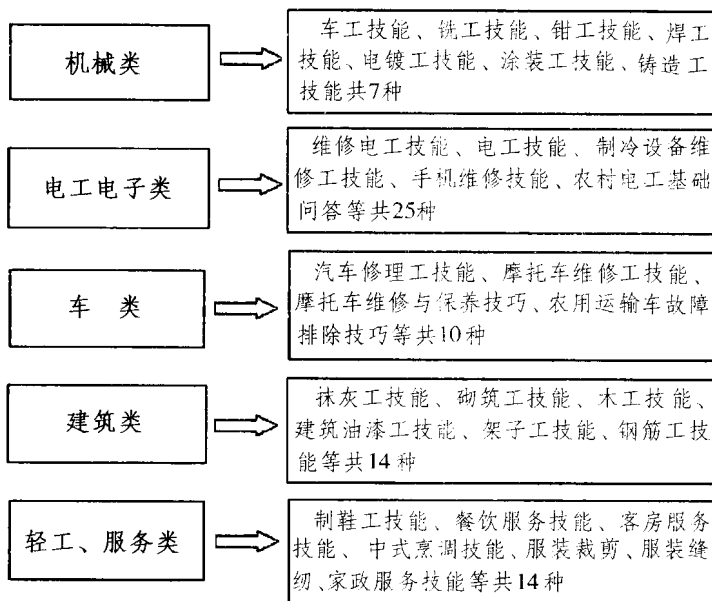 机械类
车工技能、铣工技能、钳工技能、焊工
技能、电镀工技能、涂装工技能、铸造工
技能共7种
电工电子类
维修电工技能、电工技能、制冷设备维
修工技能、手机维修技能、农村电工基础
问答等共25种
车 类
汽车修理工技能、摩托车维修工技能、
摩托车维修与保养技巧、农用运输车故障
排除技巧等共10种
建筑类
抹灰工技能、砌筑工技能、木工技能、
建筑油漆工技能、架子工技能、钢筋工技
能等共14种
轻工、服务类
制鞋工技能、餐饮服务技能、客房服务
技能、中式烹调技能、服装裁剪、服装缝
纫、家政服务技能等共14种